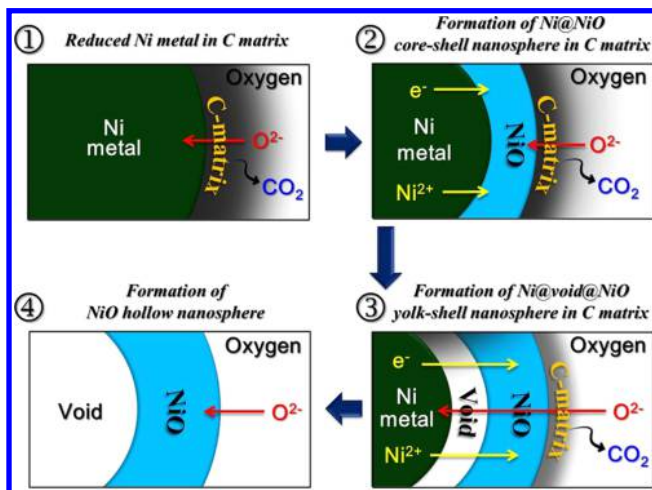 ① Reduced Ni metal in C matrix
Oxygen
Ni
metal
C-matrix
O²⁻
CO₂
② Formation of Ni@NiO
core-shell nanosphere in C matrix
Oxygen
e⁻
Ni
metal
NiO
C-matrix
O²⁻
Ni²⁺
CO₂
③ Formation of Ni@void@NiO
yolk-shell nanosphere in C matrix
Oxygen
e⁻
Ni
metal
Void
NiO
C-matrix
O²⁻
Ni²⁺
CO₂
④ Formation of
NiO hollow nanosphere
Oxygen
Void
NiO
O²⁻